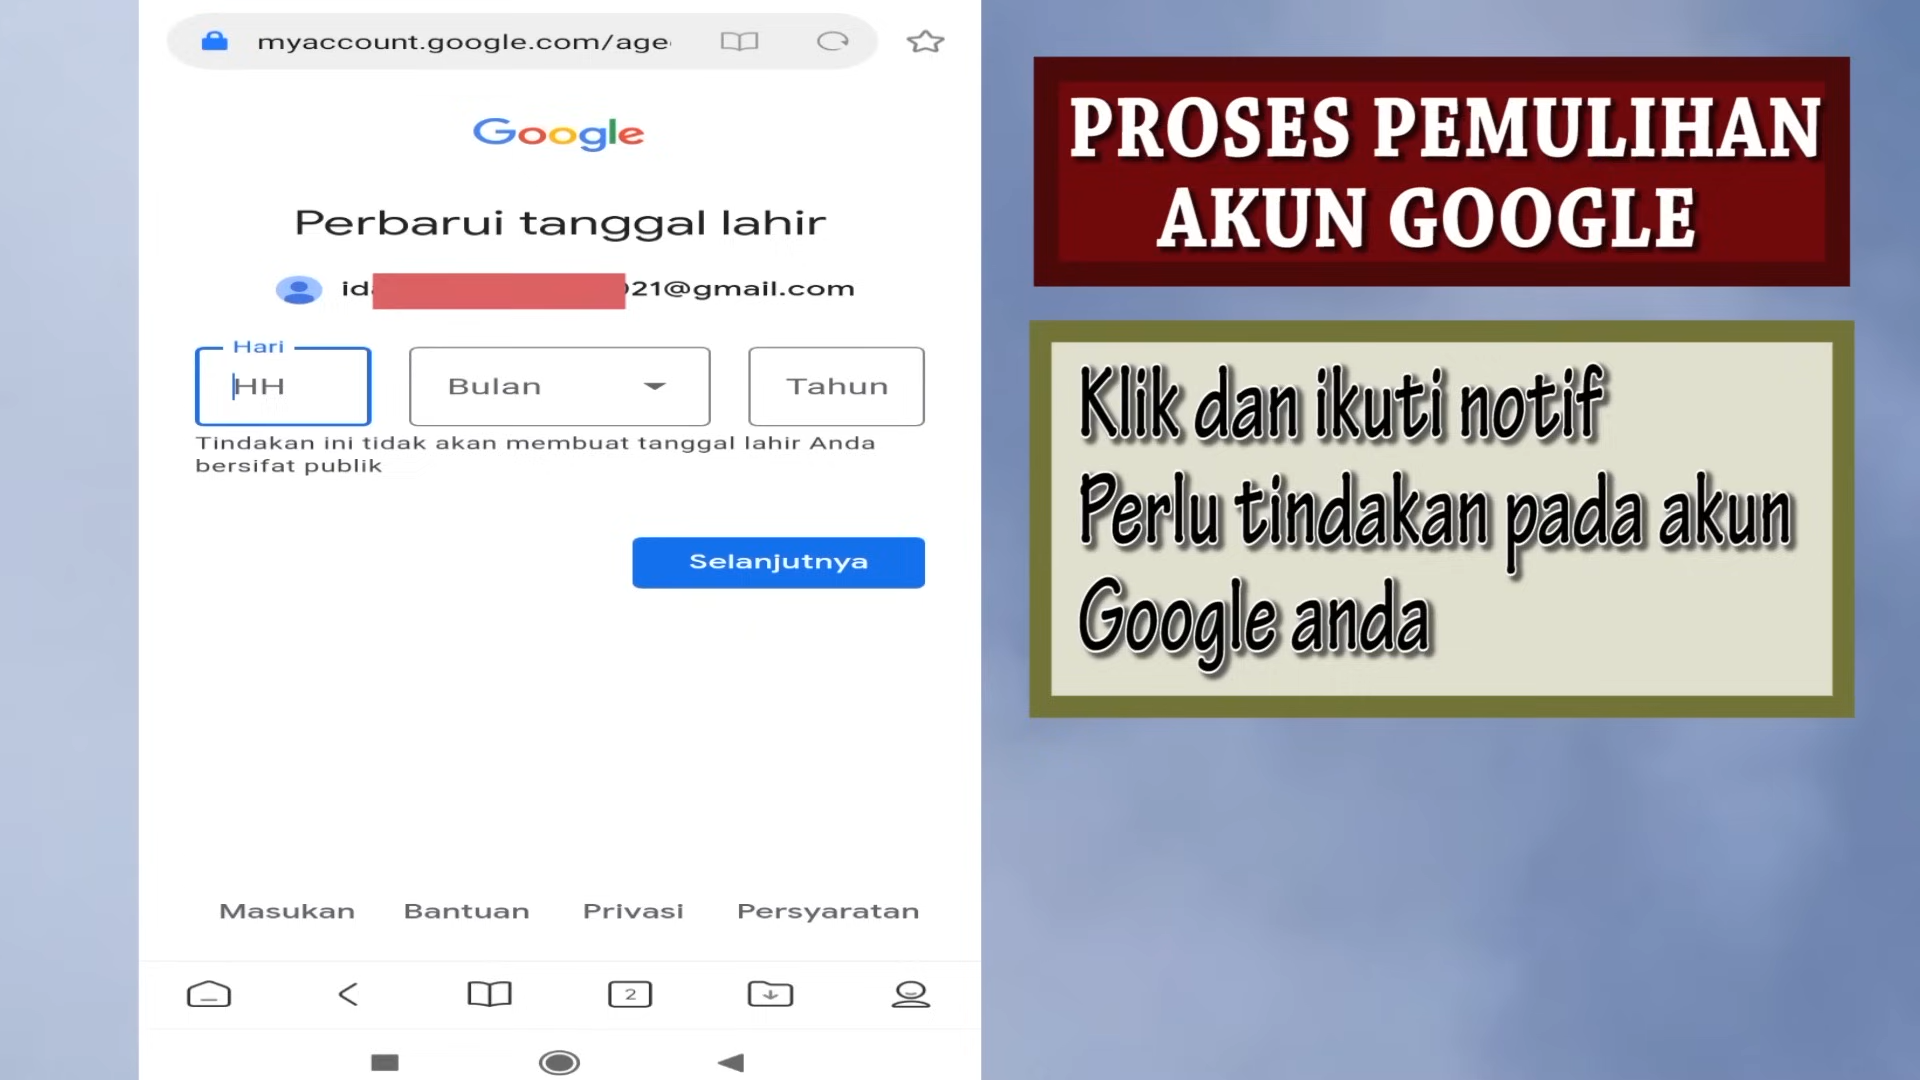 myaccount.google.com/age
Google
Perbarui tanggal lahir
id 021@gmail.com
Hari
HH
Bulan
Tahun
Tindakan ini tidak akan membuat tanggal lahir Anda
bersifat publik
Selanjutnya
Masukan Bantuan Privasi Persyaratan
2
PROSES PEMULIHAN
AKUN GOOGLE
Klik dan ikuti notif
Perlu tindakan pada akun
Google anda